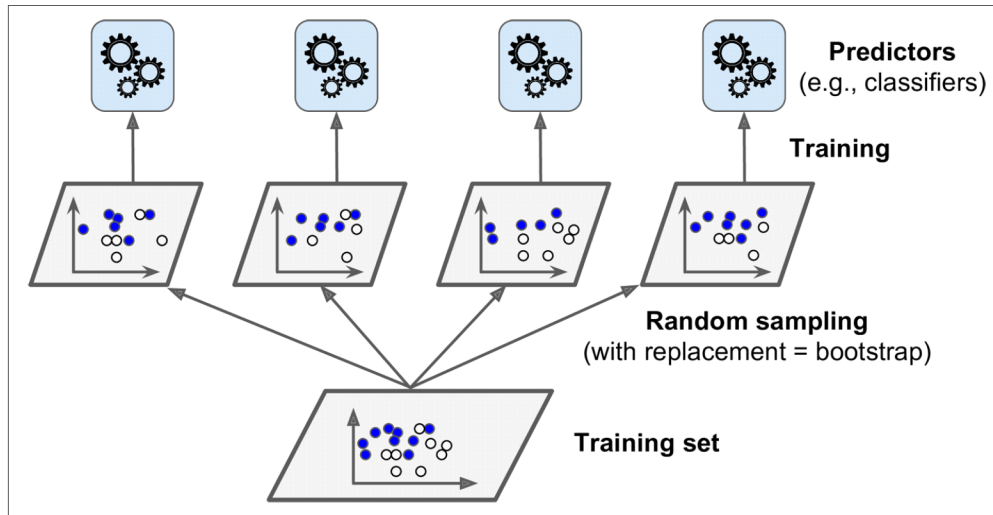 Predictors
(e.g., classifiers)
Training
Random sampling
(with replacement = bootstrap)
Training set